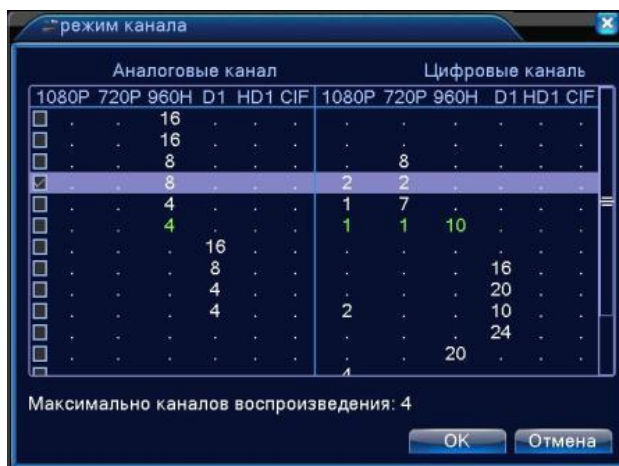 режим канала
Аналоговые канал Цифровые каналь
1080P 720P 960H D1 HD1 CIF 1080P 720P 960H D1 HD1 CIF
. . 16 . . . . . . . . .
. . 16 . . . . . . . . .
. . 8 . . . . 8 . . . .
. . 8 . . . 2 2 . . . .
. . 4 . . . 1 7 . . . .
. . 4 . . . 1 1 10 . . .
. . . 16 . . . . . . . .
. . . 8 . . . . . 16 . .
. . . 4 . . . . . 20 . .
. . . 4 . . 2 . . 10 . .
. . . . . . . . . 24 . .
. . . . . . . . 20 . . .
4
Максимально каналов воспроизведения: 4
OK Отмена